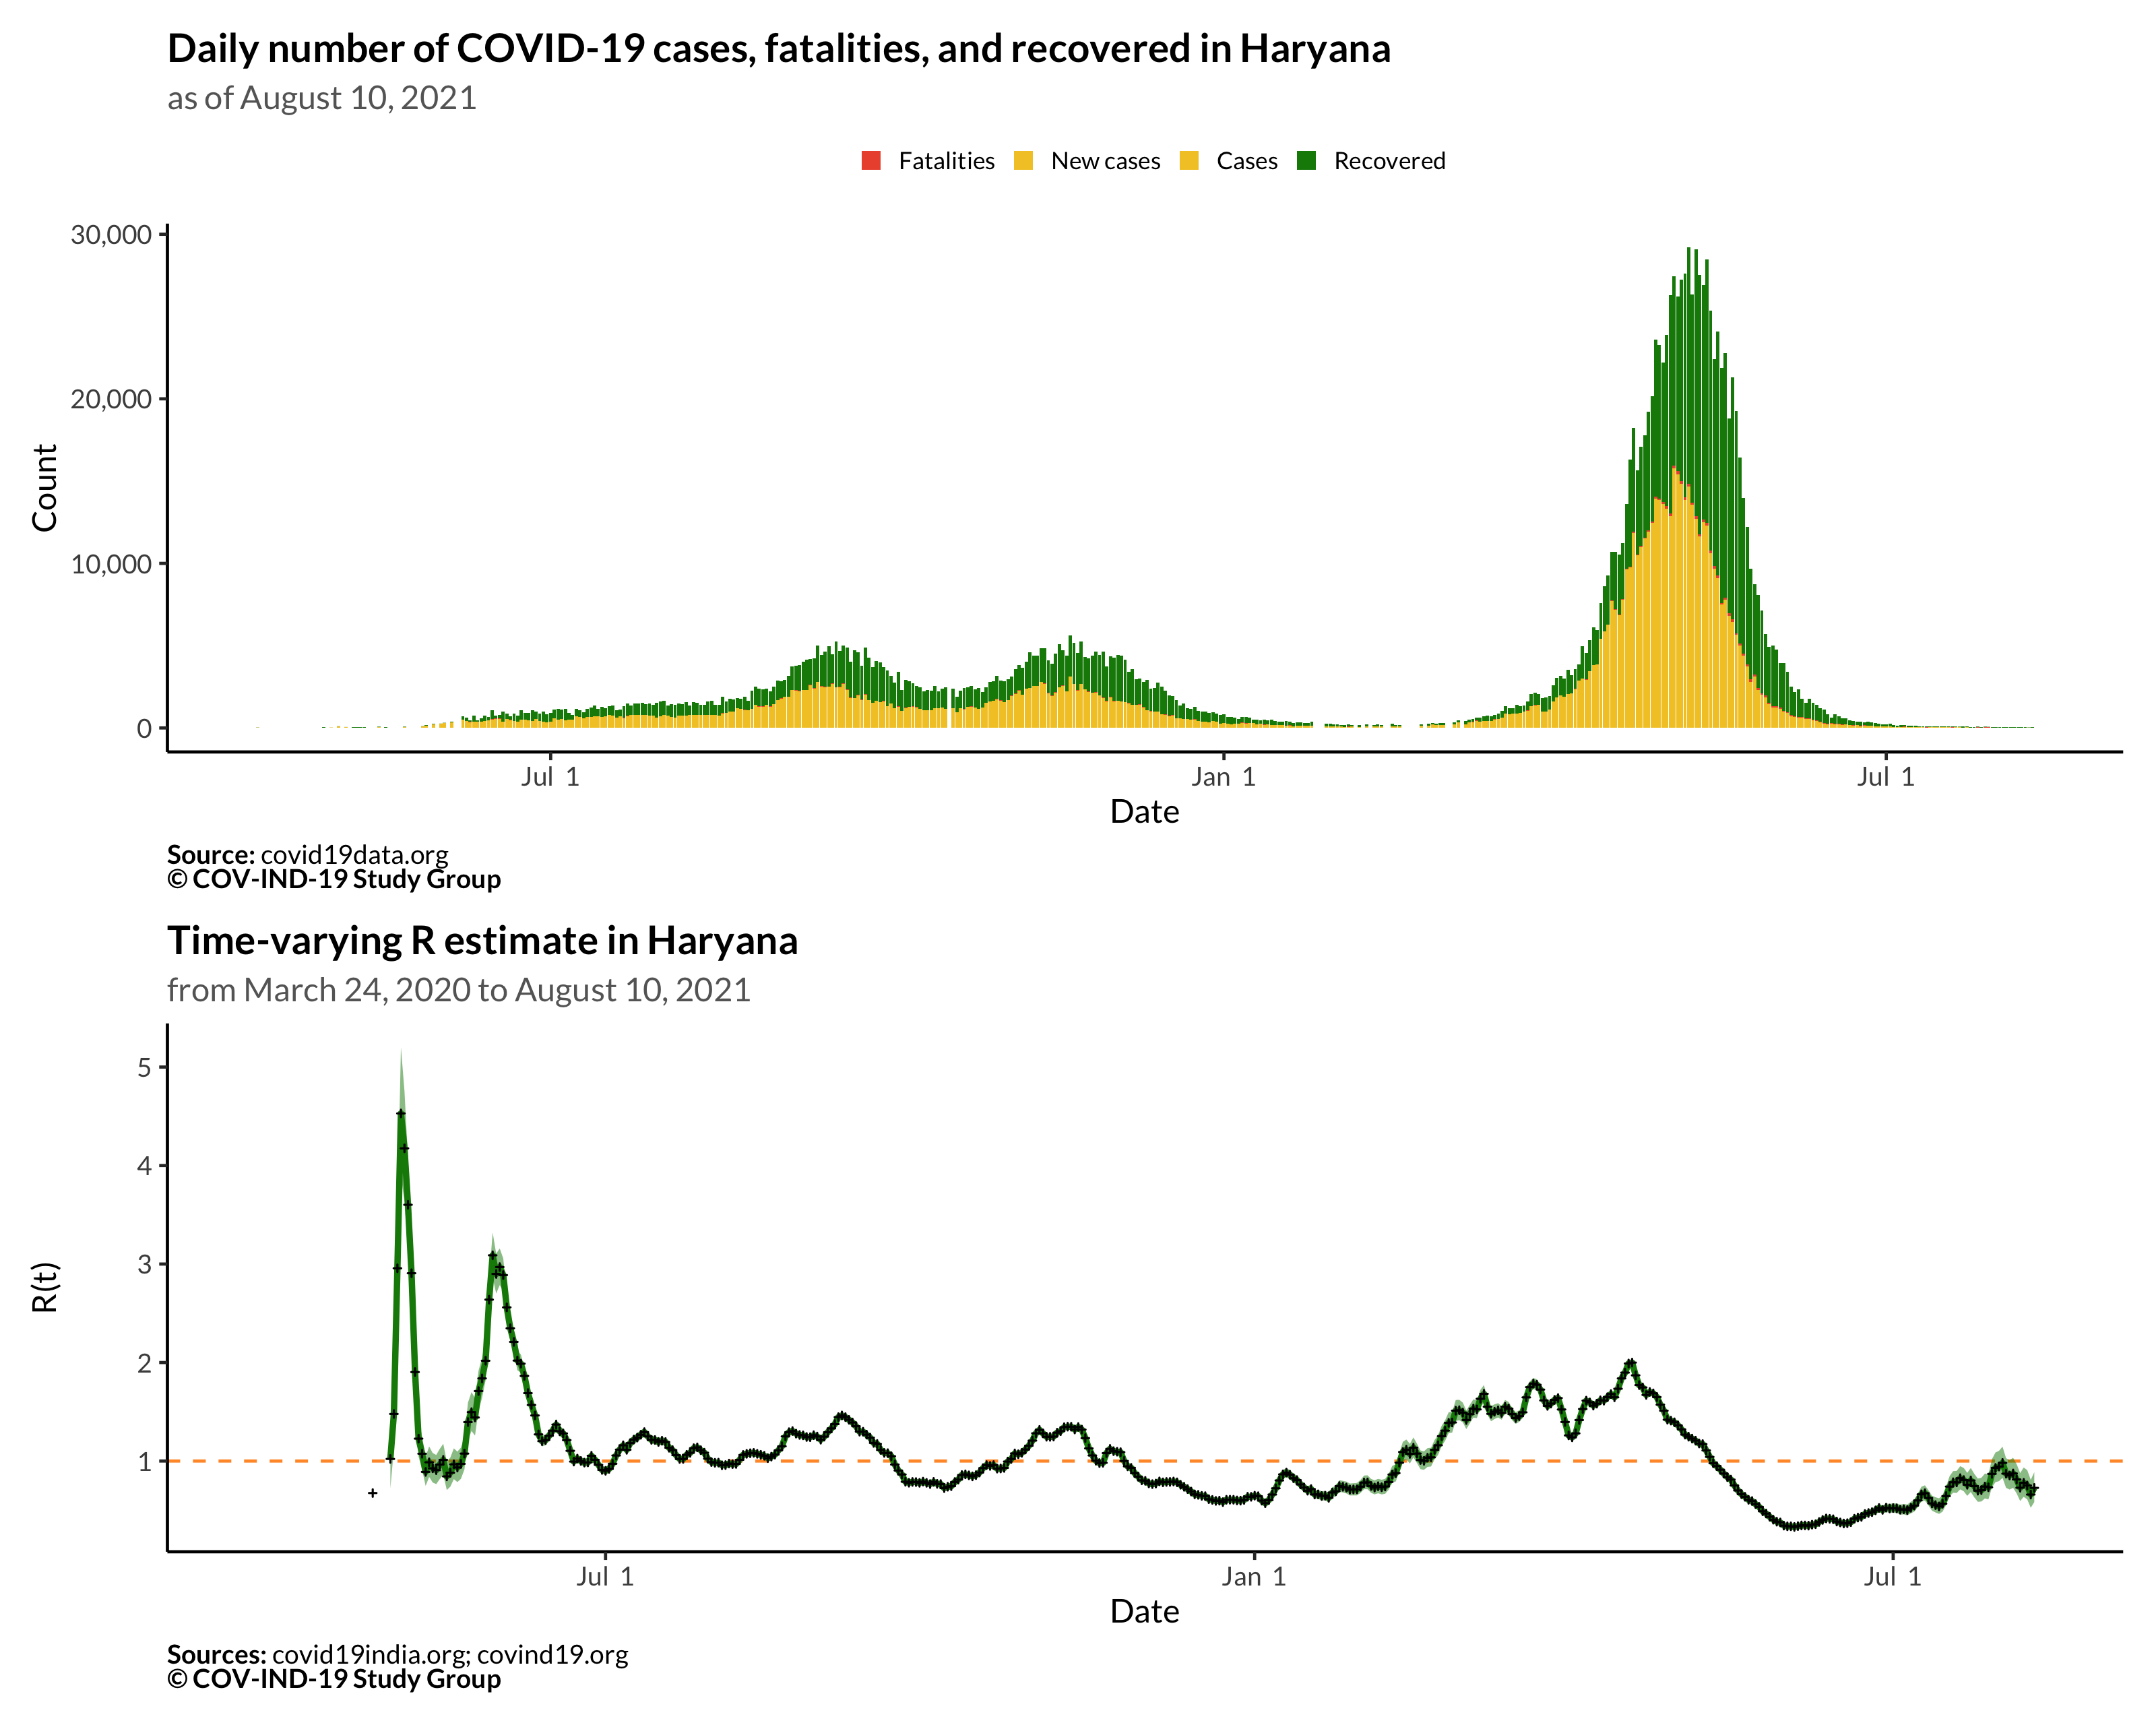 Daily number of COVID-19 cases, fatalities, and recovered in Haryana
as of August 10, 2021
Fatalities New cases Cases Recovered
30,000
20,000
10,000
0
Count
Jul 1 Jan 1 Jul 1
Date
Source: covid19data.org
© COV-IND-19 Study Group
Time-varying R estimate in Haryana
from March 24, 2020 to August 10, 2021
5
4
3
2
1
R(t)
Jul 1 Jan 1 Jul 1
Date
Sources: covid19india.org; covind19.org
© COV-IND-19 Study Group